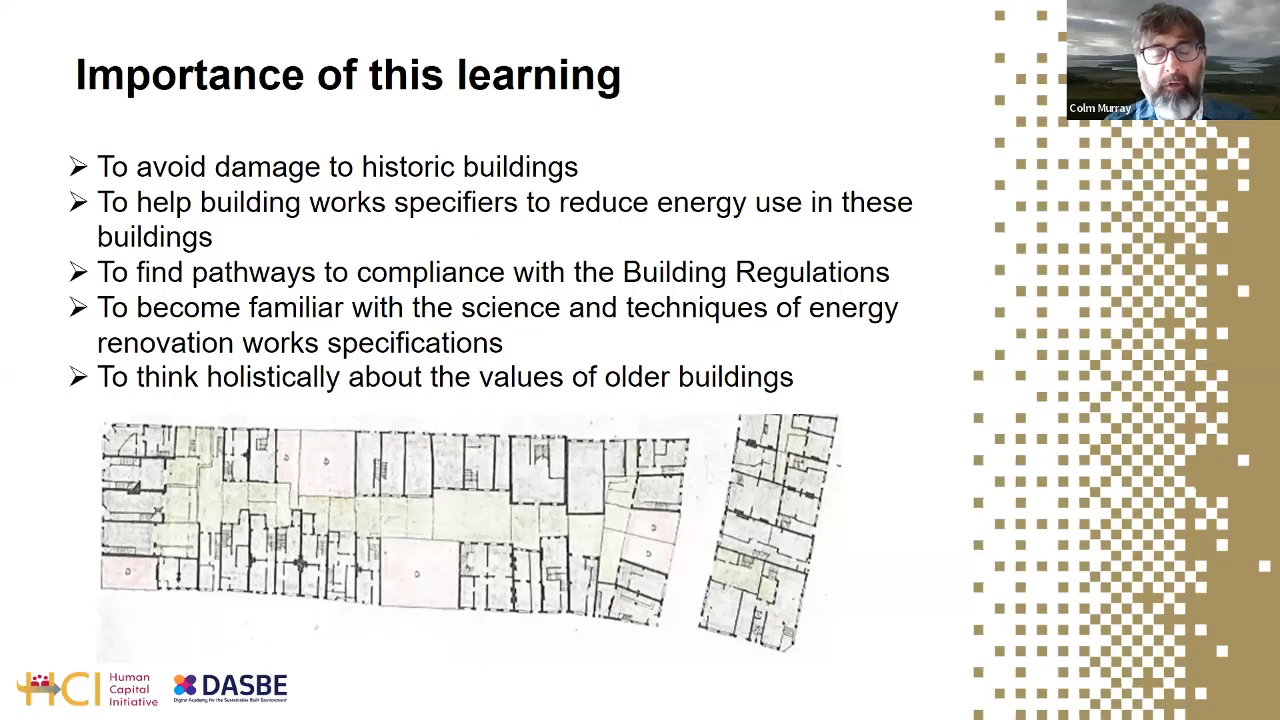 Importance of this learning
Colm Murray
➢ To avoid damage to historic buildings
➢ To help building works specifiers to reduce energy use in these
buildings
➢ To find pathways to compliance with the Building Regulations
➢ To become familiar with the science and techniques of energy
renovation works specifications
➢ To think holistically about the values of older buildings
HCI
Human
Capital
Initiative
DASBE
Digital Academy for the Sustainable Built Environment